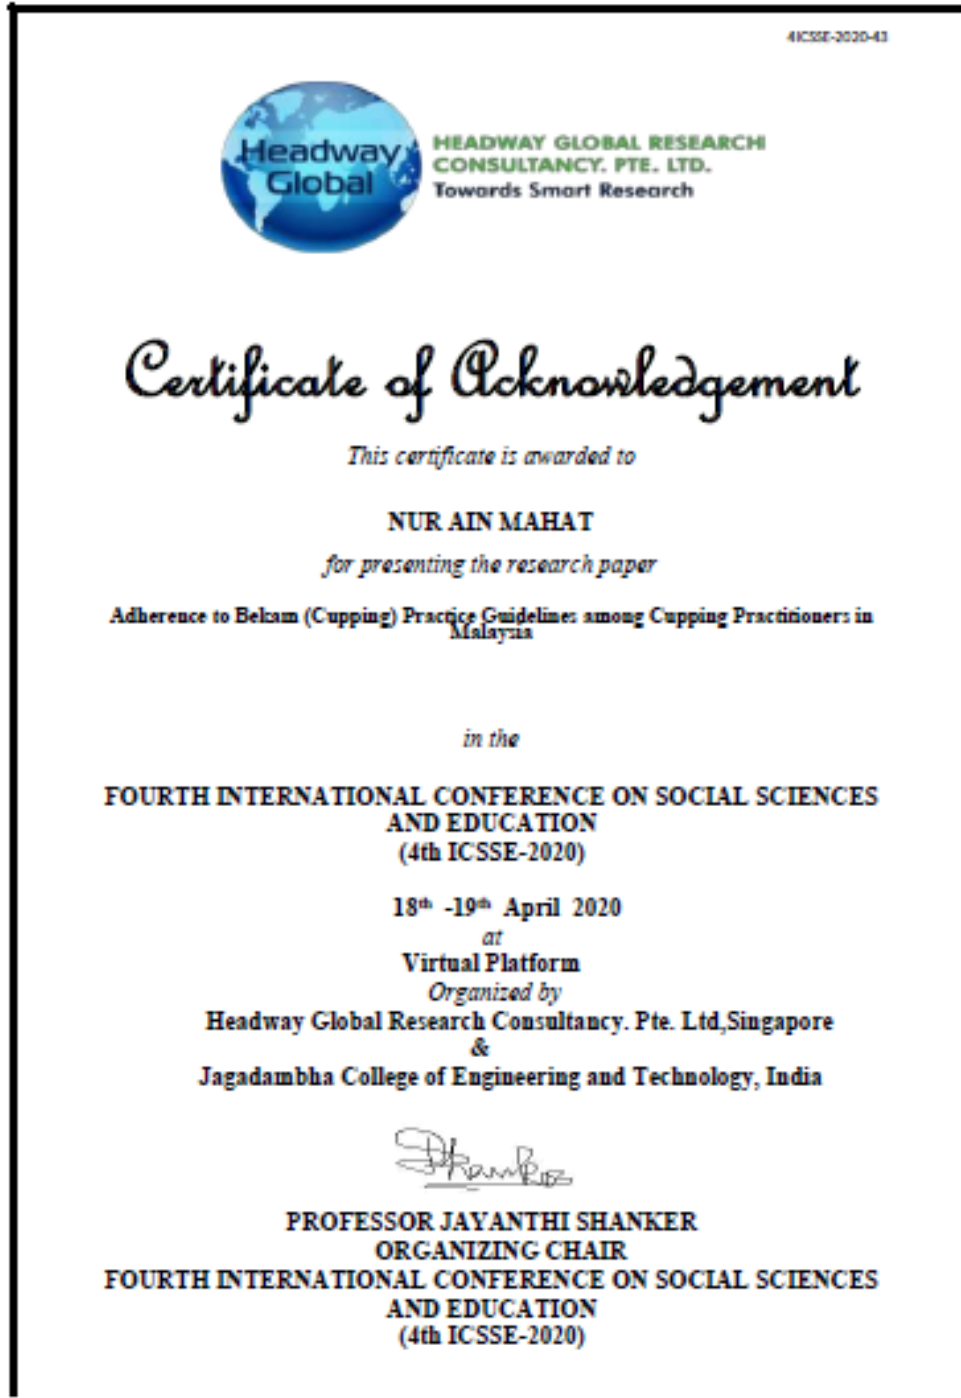 4ICSSE-2020-43
Headway
Global
HEADWAY GLOBAL RESEARCH
CONSULTANCY. PTE. LTD.
Towards Smart Research
Certificate of Acknowledgement
This certificate is awarded to
NUR AIN MAHAT
for presenting the research paper
Adherence to Bekam (Cupping) Practice Guidelines among Cupping Practitioners in
Malaysia
in the
FOURTH INTERNATIONAL CONFERENCE ON SOCIAL SCIENCES
AND EDUCATION
(4th ICSSE-2020)
18th -19th April 2020
at
Virtual Platform
Organized by
Headway Global Research Consultancy. Pte. Ltd,Singapore
&
Jagadambha College of Engineering and Technology, India
PROFESSOR JAYANTHI SHANKER
ORGANIZING CHAIR
FOURTH INTERNATIONAL CONFERENCE ON SOCIAL SCIENCES
AND EDUCATION
(4th ICSSE-2020)